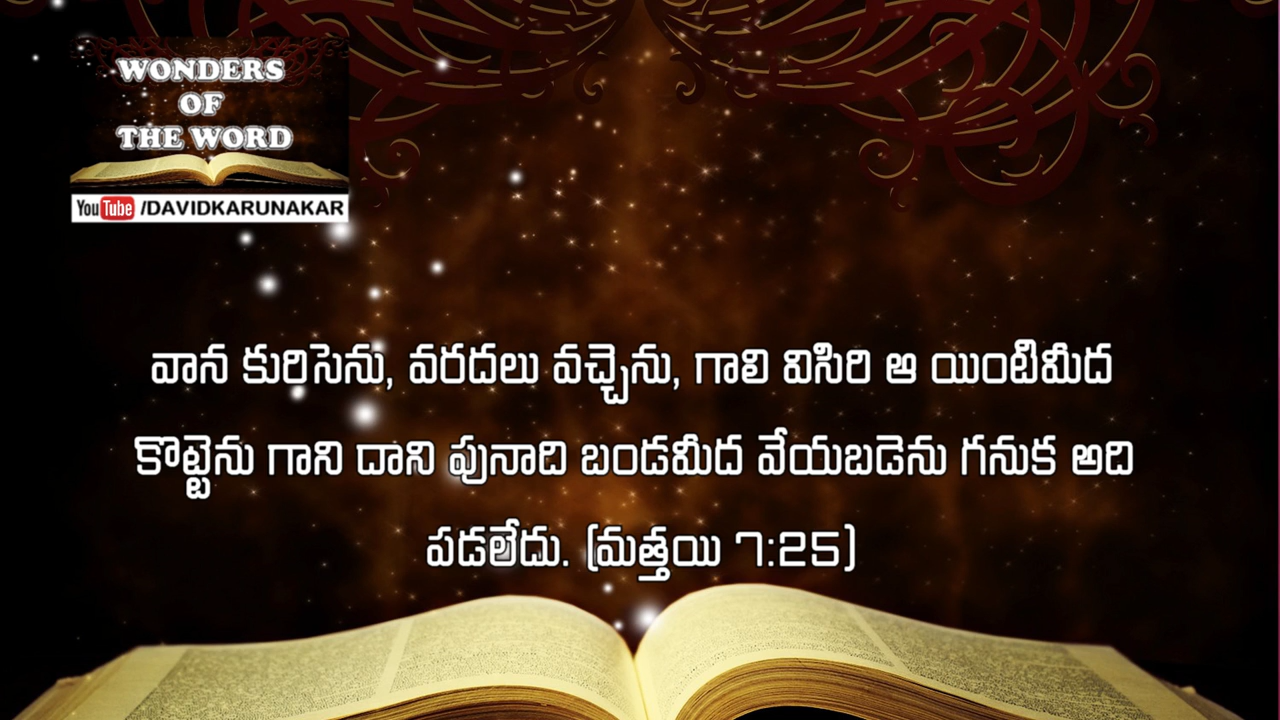 WONDERS
OF
THE WORD
YouTube /DAVIDKARUNAKAR
వాన కురిసెను, వరదలు వచ్చెను, గాలి విసిరి ఆ యింటిమీద
కొట్టెను గాని దాని పునాది బండమీద వేయబడెను గనుక అది
పడలేదు. (మత్తయి 7:25)